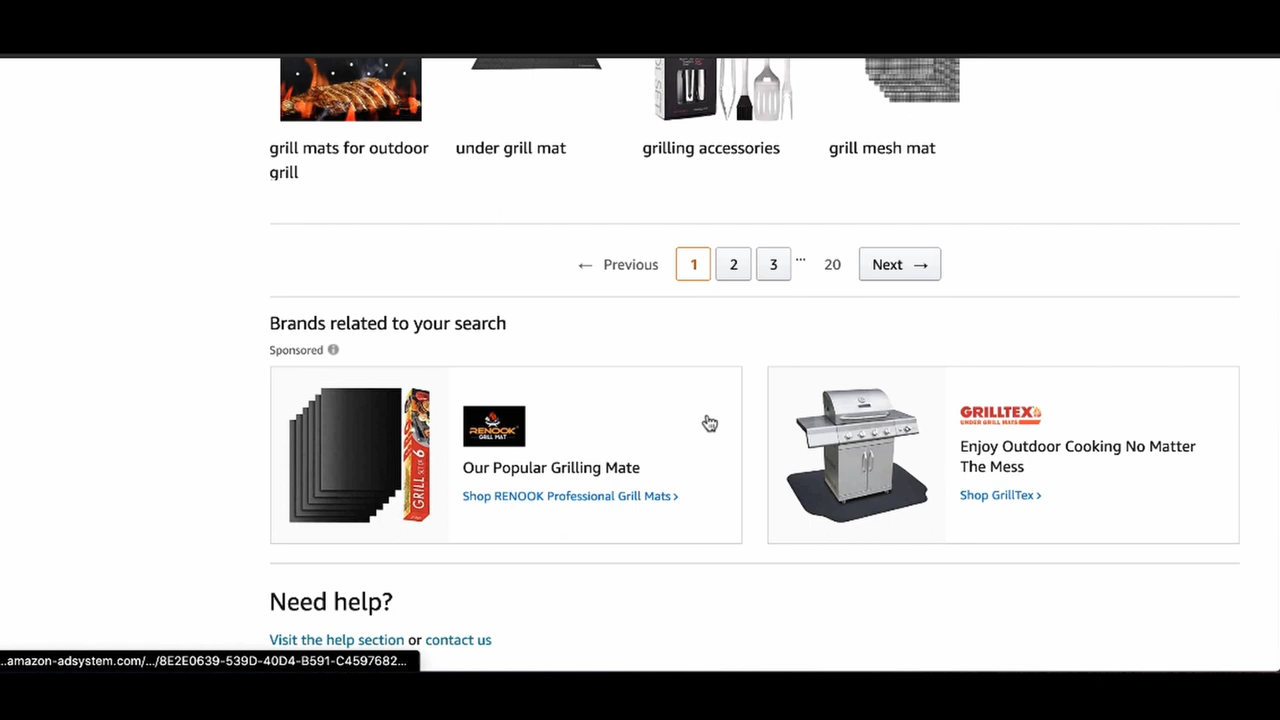 grill mats for outdoor
grill
under grill mat
grilling accessories
grill mesh mat
← Previous 1 2 3 ... 20 Next →
Brands related to your search
Sponsored
GRILL
SET OF 6
RENOOK
GRILL MAT
Our Popular Grilling Mate
Shop RENOOK Professional Grill Mats ›
GRILLTEX
UNDER GRILL MATS
Enjoy Outdoor Cooking No Matter
The Mess
Shop GrillTex ›
Need help?
Visit the help section or contact us
...amazon-adsystem.com/.../8E2E0639-539D-40D4-B591-C4597682...